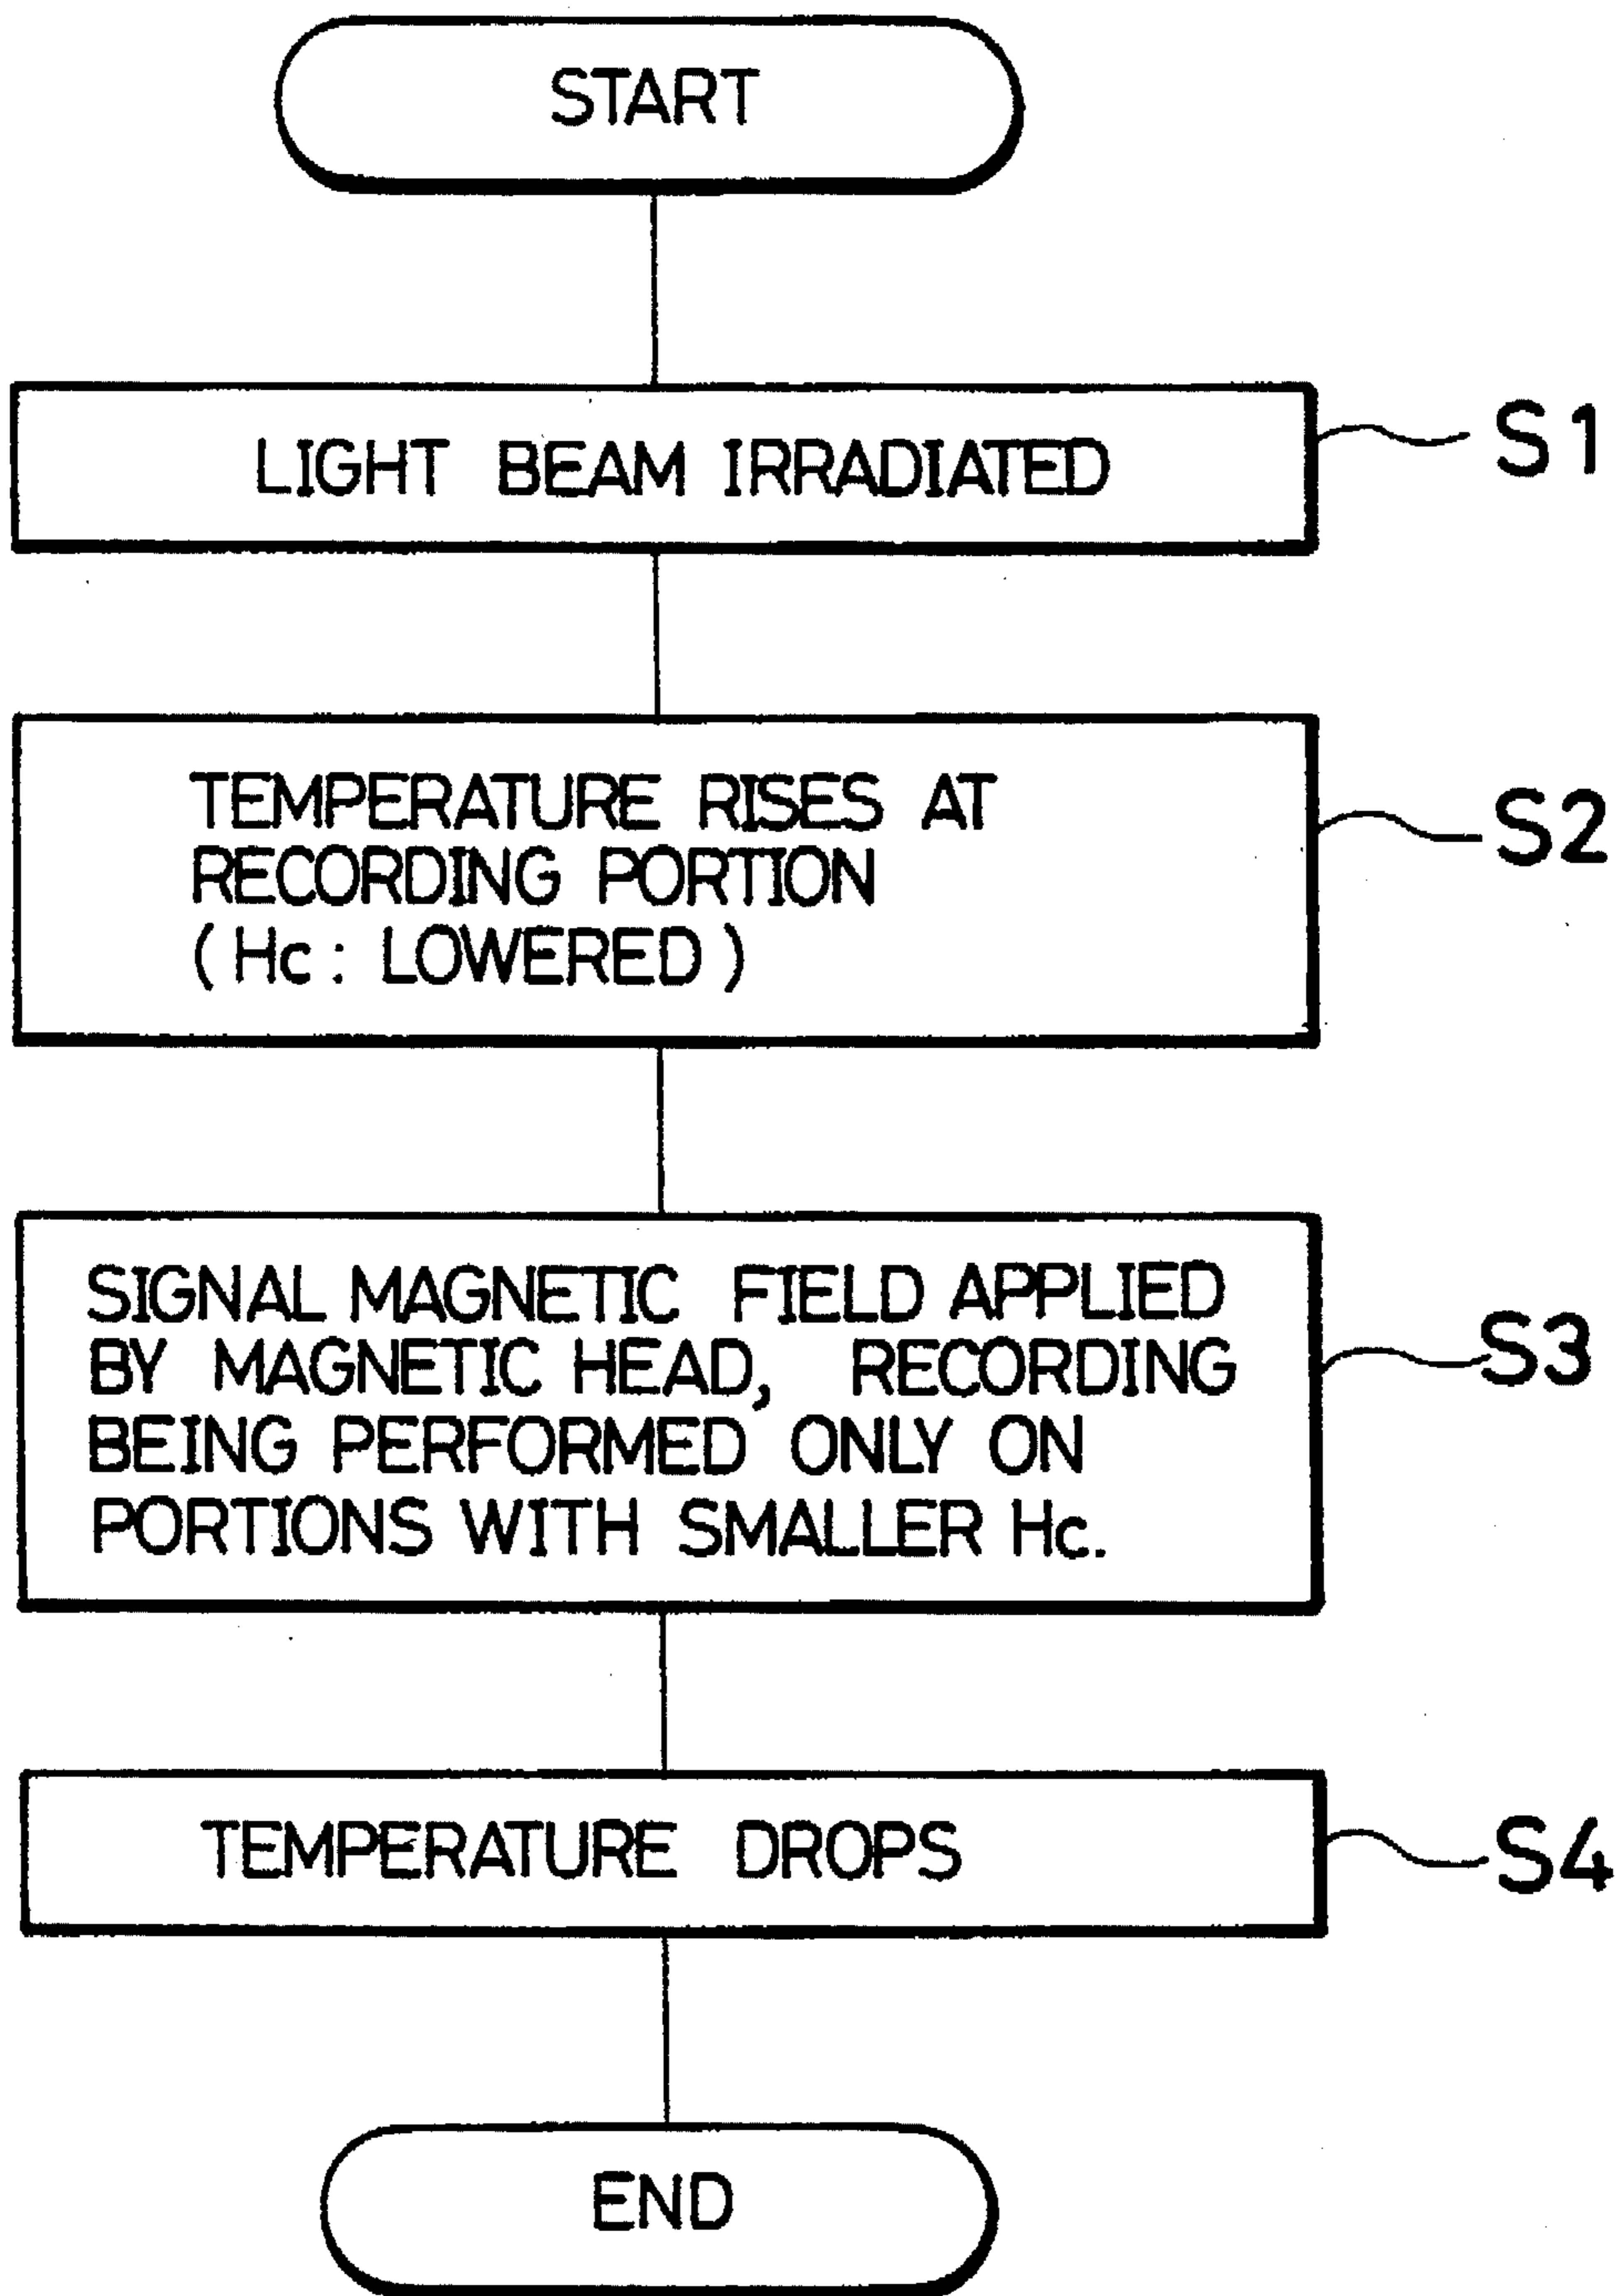 START
LIGHT BEAM IRRADIATED
S1
TEMPERATURE RISES AT
RECORDING PORTION
(Hc: LOWERED)
S2
SIGNAL MAGNETIC FIELD APPLIED
BY MAGNETIC HEAD, RECORDING
BEING PERFORMED ONLY ON
PORTIONS WITH SMALLER Hc.
S3
TEMPERATURE DROPS
S4
END